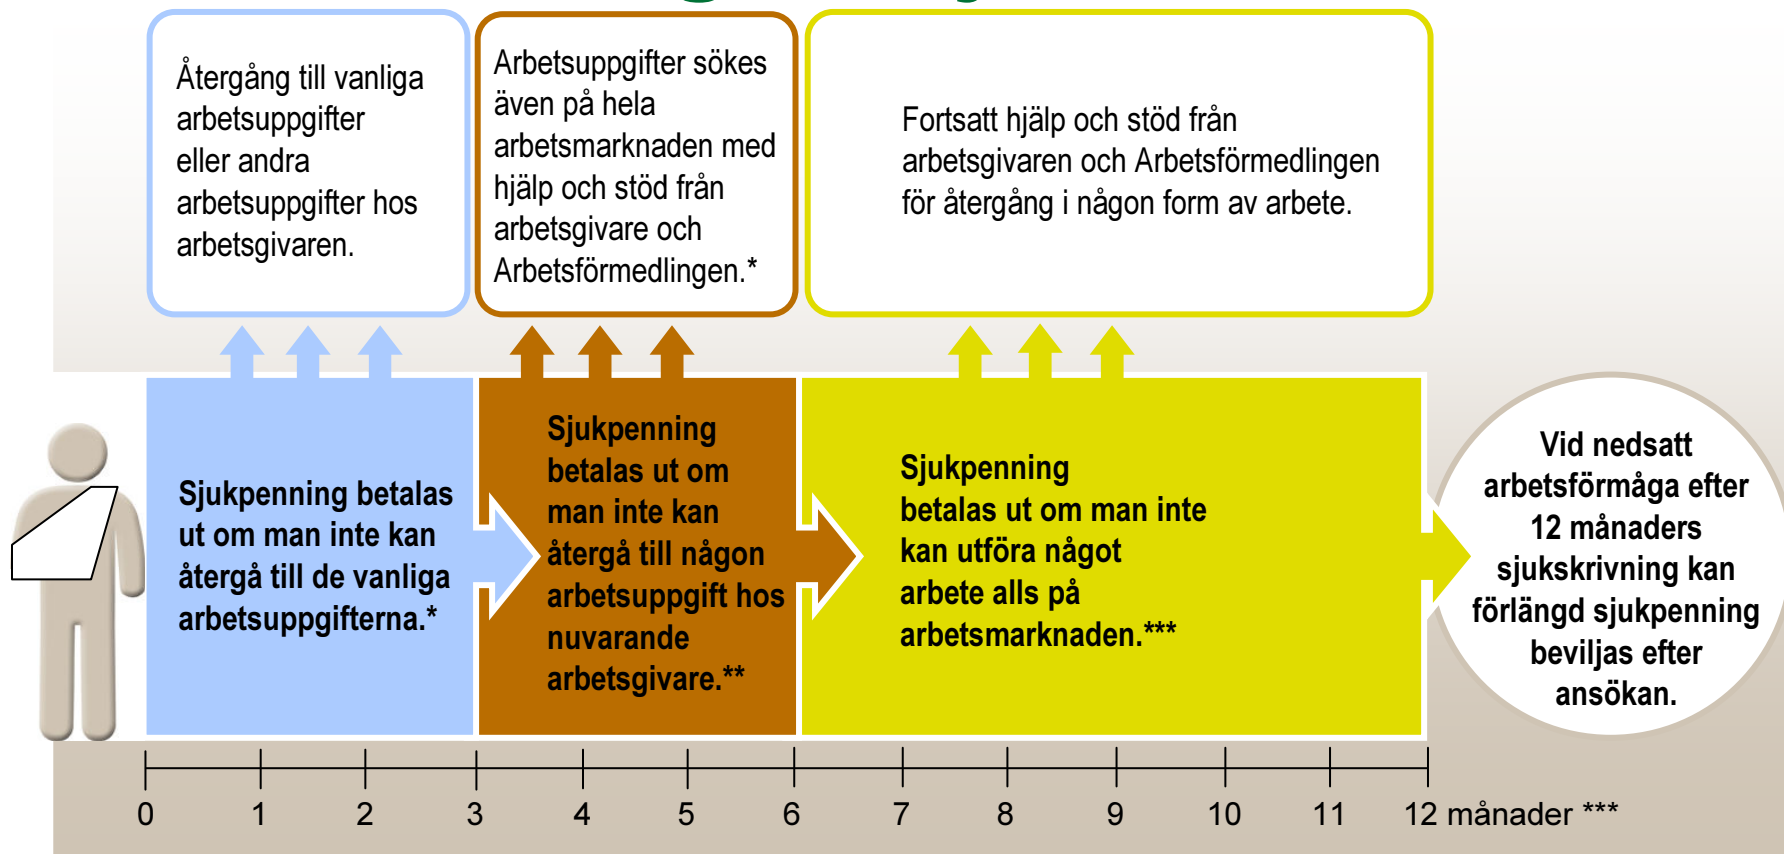 Återgång till vanliga
arbetsuppgifter
eller andra
arbetsuppgifter hos
arbetsgivaren.
Arbetsuppgifter sökes
även på hela
arbetsmarknaden med
hjälp och stöd från
arbetsgivare och
Arbetsförmedlingen.*
Fortsatt hjälp och stöd från
arbetsgivaren och Arbetsförmedlingen
för återgång i någon form av arbete.
Sjukpenning betalas
ut om man inte kan
återgå till de vanliga
arbetsuppgifterna.*
Sjukpenning
betalas ut om
man inte kan
återgå till någon
arbetsuppgift hos
nuvarande
arbetsgivare.**
Sjukpenning
betalas ut om man inte
kan utföra något
arbete alls på
arbetsmarknaden.***
Vid nedsatt
arbetsförmåga efter
12 månaders
sjukskrivning kan
förlängd sjukpenning
beviljas efter
ansökan.
0 1 2 3 4 5 6 7 8 9 10 11 12 månader ***